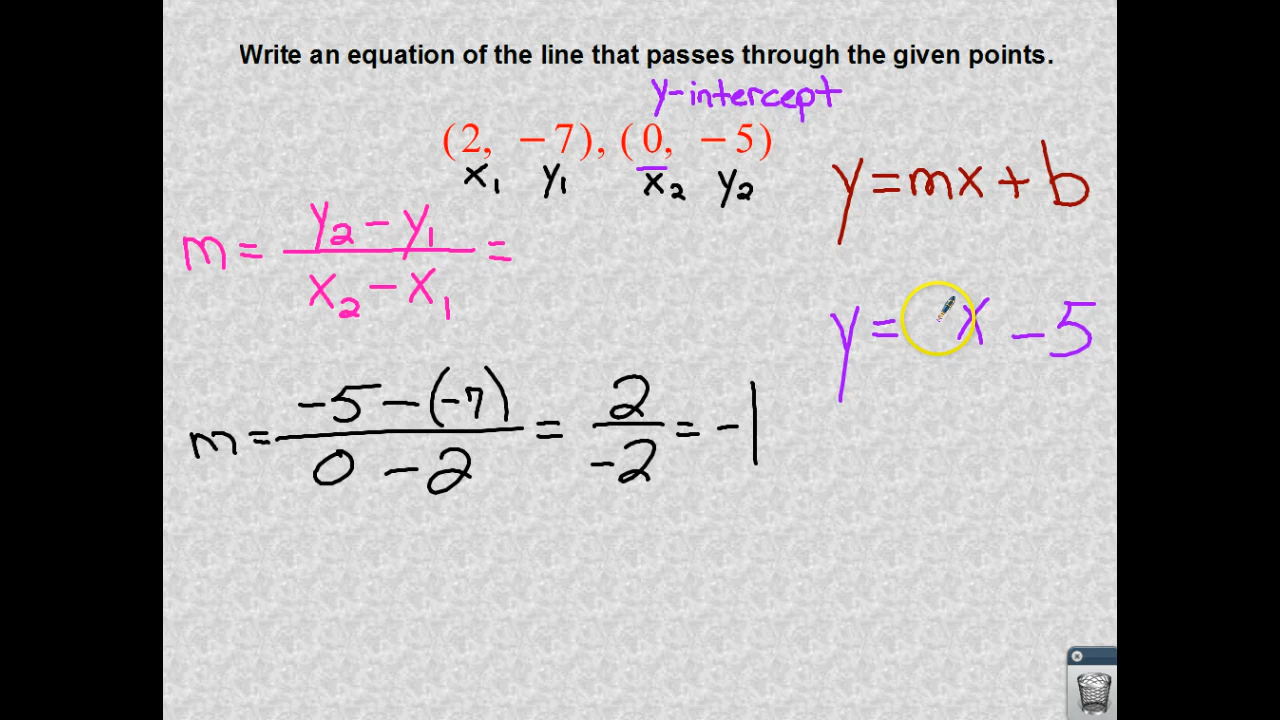 Write an equation of the line that passes through the given points.
y-intercept
(2, −7), (0, −5)
x₁ y₁ x₂ y₂
y = mx + b
m = (y₂ − y₁)/(x₂ − x₁) =
y = x − 5
m = (−5 − (−7))/(0 − 2) = 2/−2 = −1